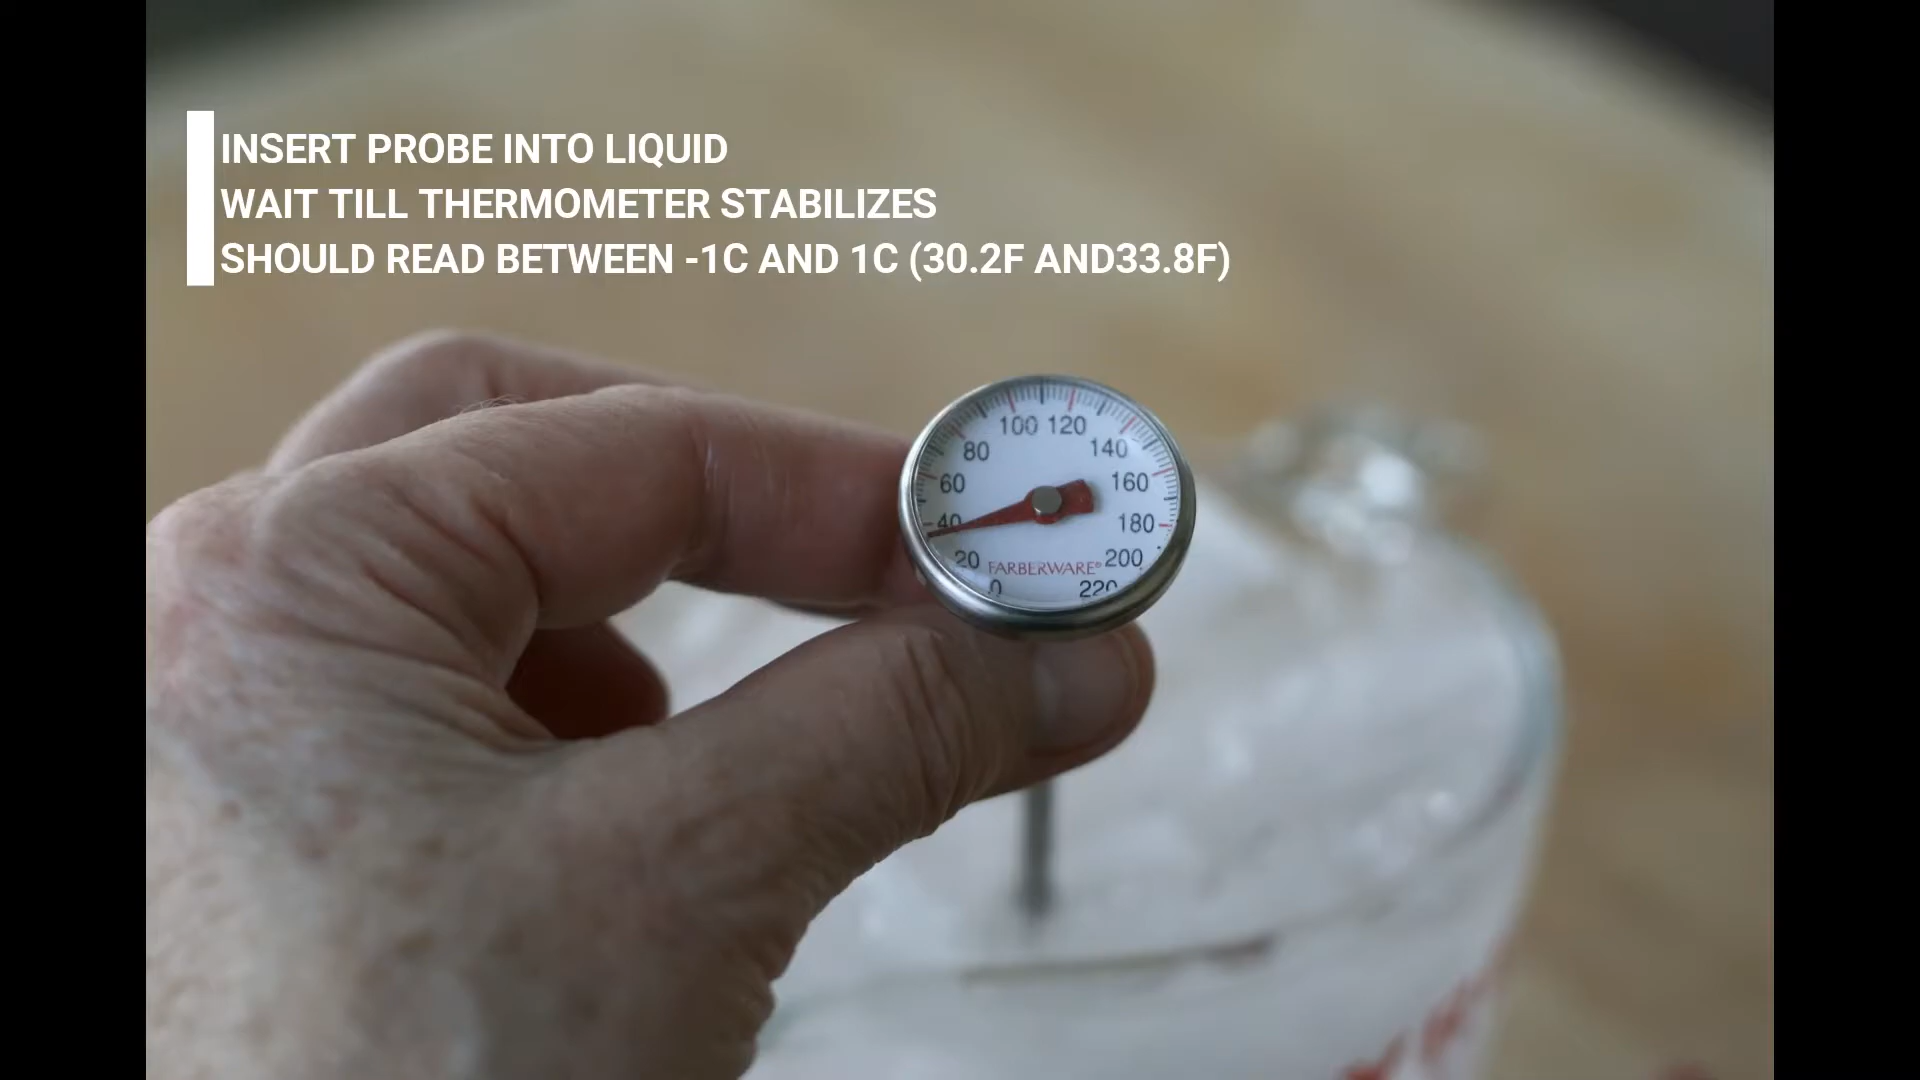 INSERT PROBE INTO LIQUID
WAIT TILL THERMOMETER STABILIZES
SHOULD READ BETWEEN -1C AND 1C (30.2F AND33.8F)
100 120
80 140
60 160
40 180
20 FARBERWARE® 200
0 220